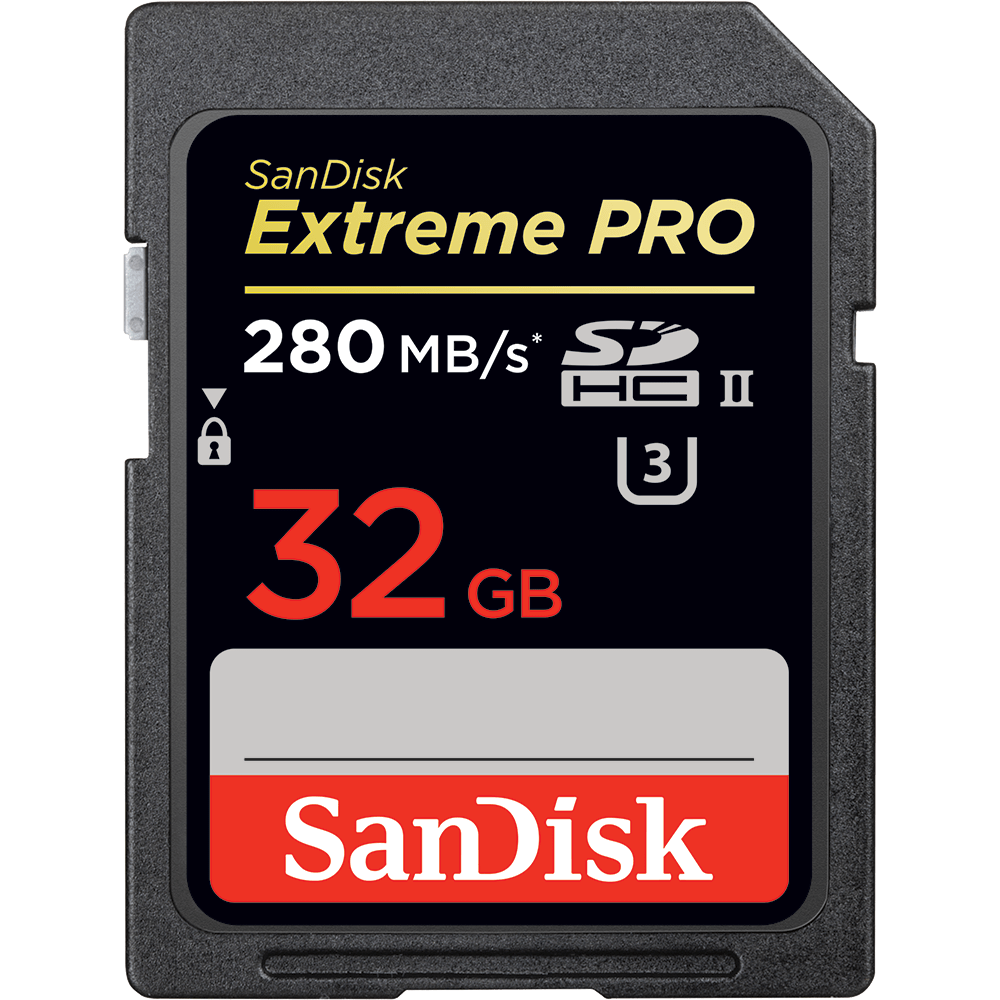 SanDisk
Extreme PRO
280 MB/s*
SD
HC II
3
32 GB
SanDisk